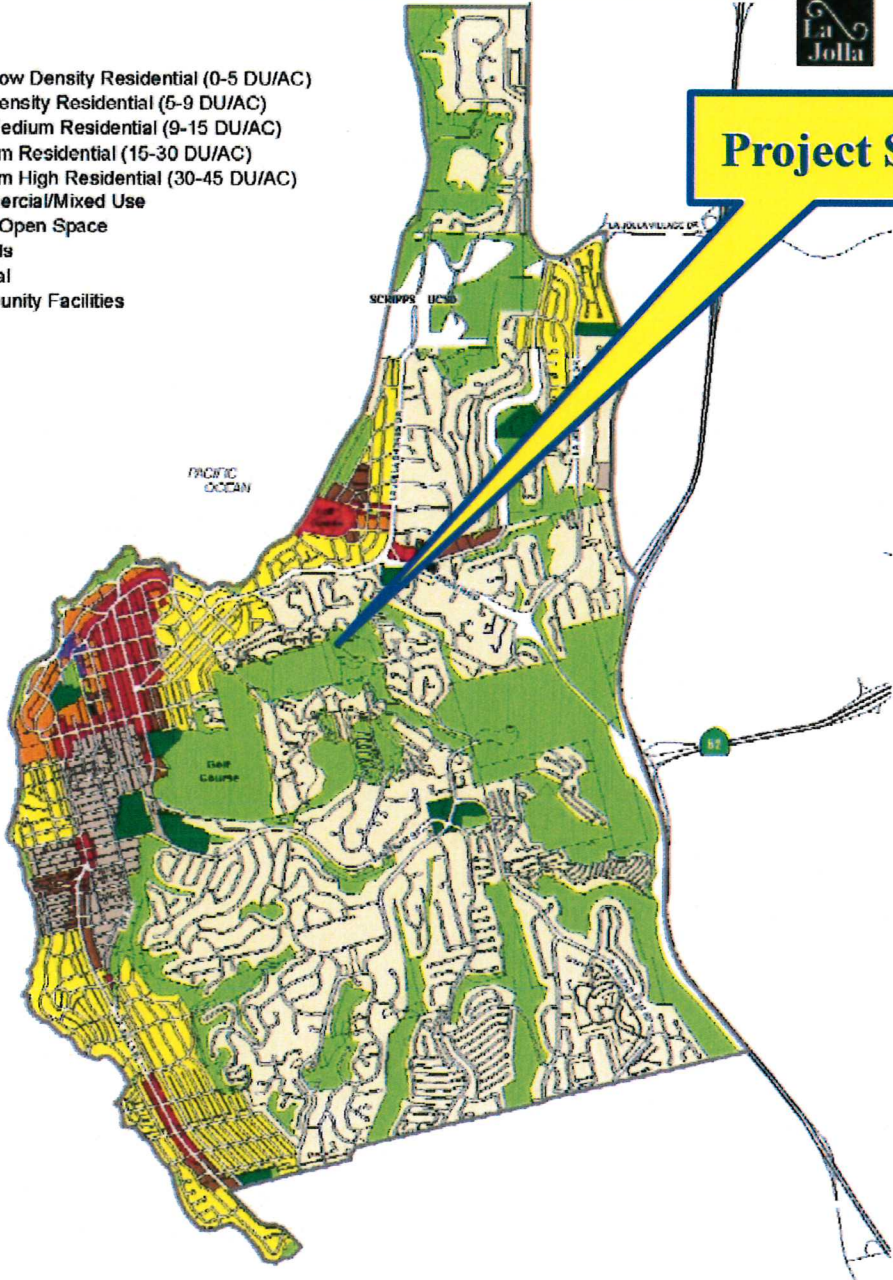 La
Jolla
ow Density Residential (0-5 DU/AC)
ensity Residential (5-9 DU/AC)
edium Residential (9-15 DU/AC)
m Residential (15-30 DU/AC)
m High Residential (30-45 DU/AC)
ercial/Mixed Use
Open Space
ls
al
unity Facilities
Project S
LA JOLLA VILLAGE DR
SCRIPPS UCSD
PACIFIC
OCEAN
Golf
Course
52